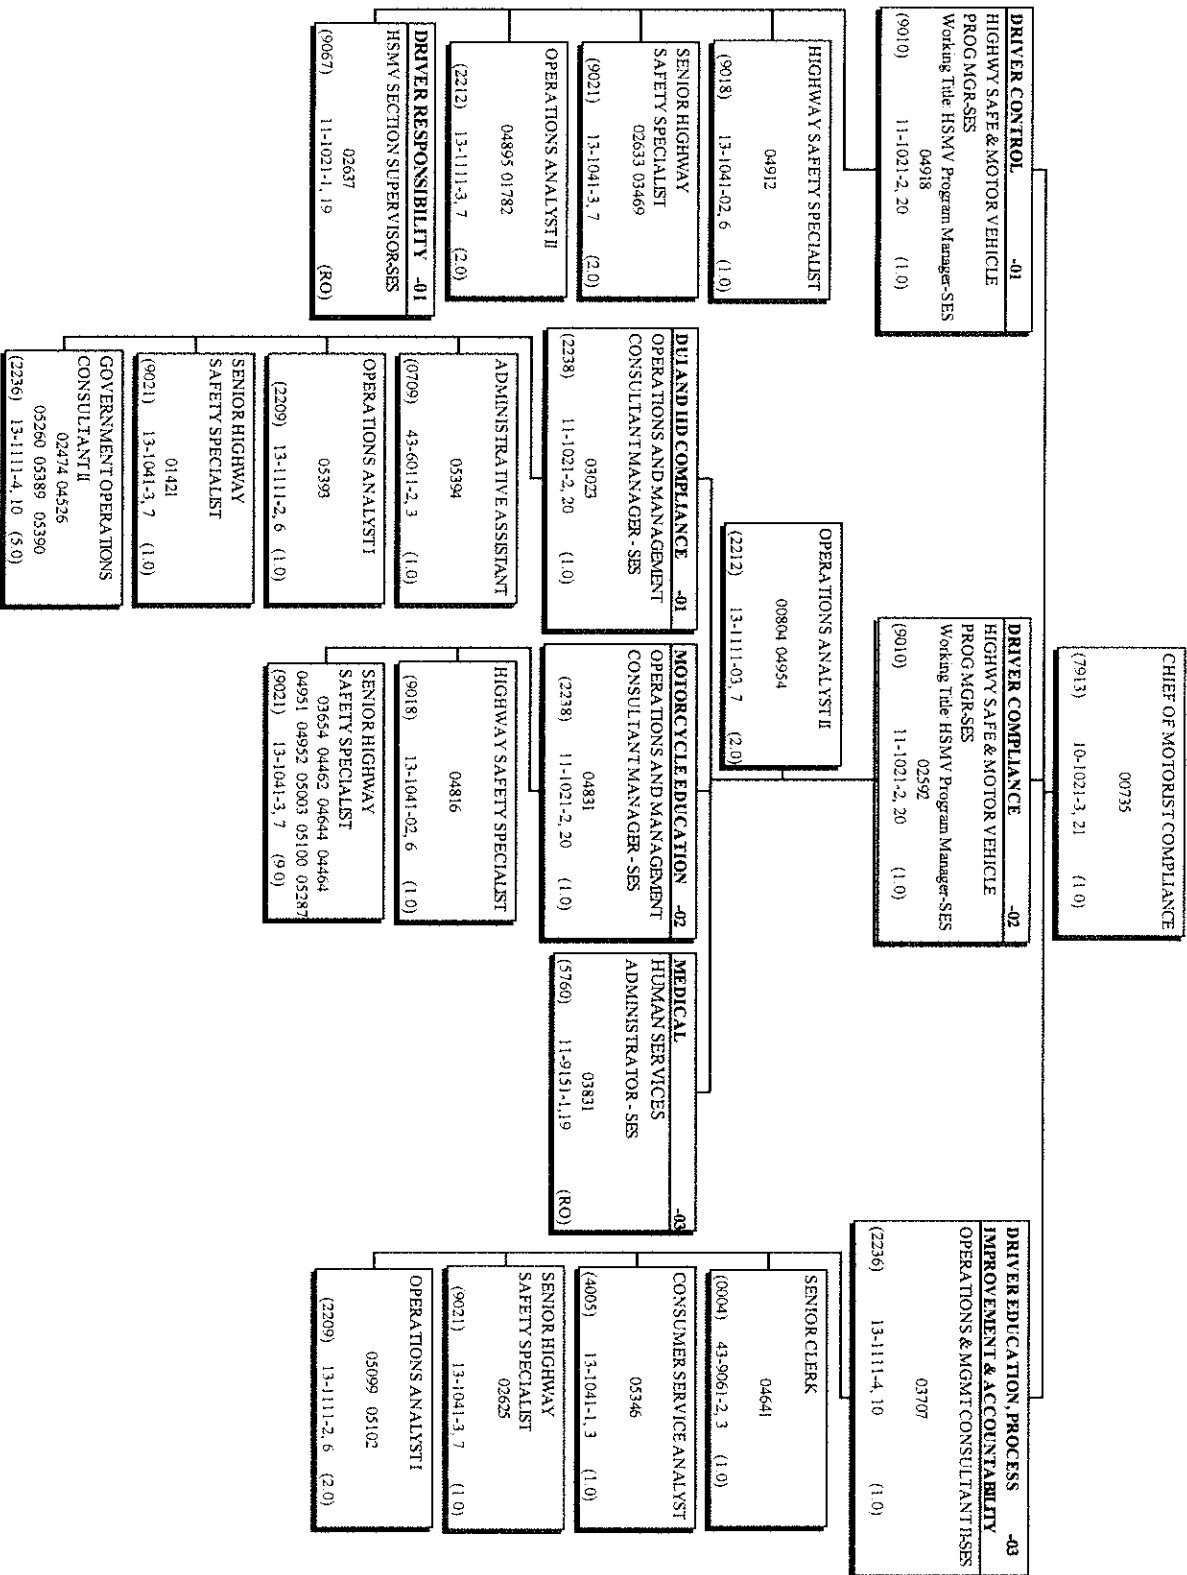 CHIEF OF MOTORIST COMPLIANCE
00735
(7913) 10-1021-3, 21 (1 0)
DRIVER CONTROL -01
HIGHWY SAFE & MOTOR VEHICLE
PROG MGR-SES
Working Title: HSMV Program Manager-SES
04918
(9010) 11-1021-2, 20 (1.0)
HIGHWAY SAFETY SPECIALIST
04912
(9018) 13-1041-02, 6 (1.0)
SENIOR HIGHWAY
SAFETY SPECIALIST
02633 03469
(9021) 13-1041-3, 7 (2.0)
OPERATIONS ANALYST II
04895 01782
(2212) 13-1111-3, 7 (2.0)
DRIVER RESPONSIBILITY -01
HSMV SECTION SUPERVISOR-SES
02637
(9067) 11-1021-1, 19 (RO)
DRIVER COMPLIANCE -02
HIGHWY SAFE & MOTOR VEHICLE
PROG MGR-SES
Working Title: HSMV Program Manager-SES
02592
(9010) 11-1021-2, 20 (1.0)
OPERATIONS ANALYST II
00804 04954
(2212) 13-1111-03, 7 (2.0)
DUI AND IID COMPLIANCE -01
OPERATIONS AND MANAGEMENT
CONSULTANT MANAGER - SES
03023
(2238) 11-1021-2, 20 (1.0)
ADMINISTRATIVE ASSISTANT
05394
(0709) 43-6011-2, 3 (1.0)
OPERATIONS ANALYST I
05393
(2209) 13-1111-2, 6 (1.0)
SENIOR HIGHWAY
SAFETY SPECIALIST
01421
(9021) 13-1041-3, 7 (1.0)
GOVERNMENT OPERATIONS
CONSULTANT II
02474 04526
05260 05389 05390
(2236) 13-1111-4, 10 (5.0)
MOTORCYCLE EDUCATION -02
OPERATIONS AND MANAGEMENT
CONSULTANT MANAGER - SES
04831
(2238) 11-1021-2, 20 (1.0)
HIGHWAY SAFETY SPECIALIST
04816
(9018) 13-1041-02, 6 (1.0)
SENIOR HIGHWAY
SAFETY SPECIALIST
03654 04462 04644 04464
04951 04952 05003 05100 05287
(9021) 13-1041-3, 7 (9 0)
MEDICAL -03
HUMAN SERVICES
ADMINISTRATOR - SES
03831
(5760) 11-9151-1, 19 (RO)
DRIVER EDUCATION, PROCESS -03
IMPROVEMENT & ACCOUNTABILITY
OPERATIONS & MGMT CONSULTANT II-SES
03707
(2236) 13-1111-4, 10 (1.0)
SENIOR CLERK
04641
(0004) 43-9061-2, 3 (1.0)
CONSUMER SERVICE ANALYST
05346
(4005) 13-1041-1, 3 (1.0)
SENIOR HIGHWAY
SAFETY SPECIALIST
02625
(9021) 13-1041-3, 7 (1 0)
OPERATIONS ANALYST I
05099 05102
(2209) 13-1111-2, 6 (2.0)